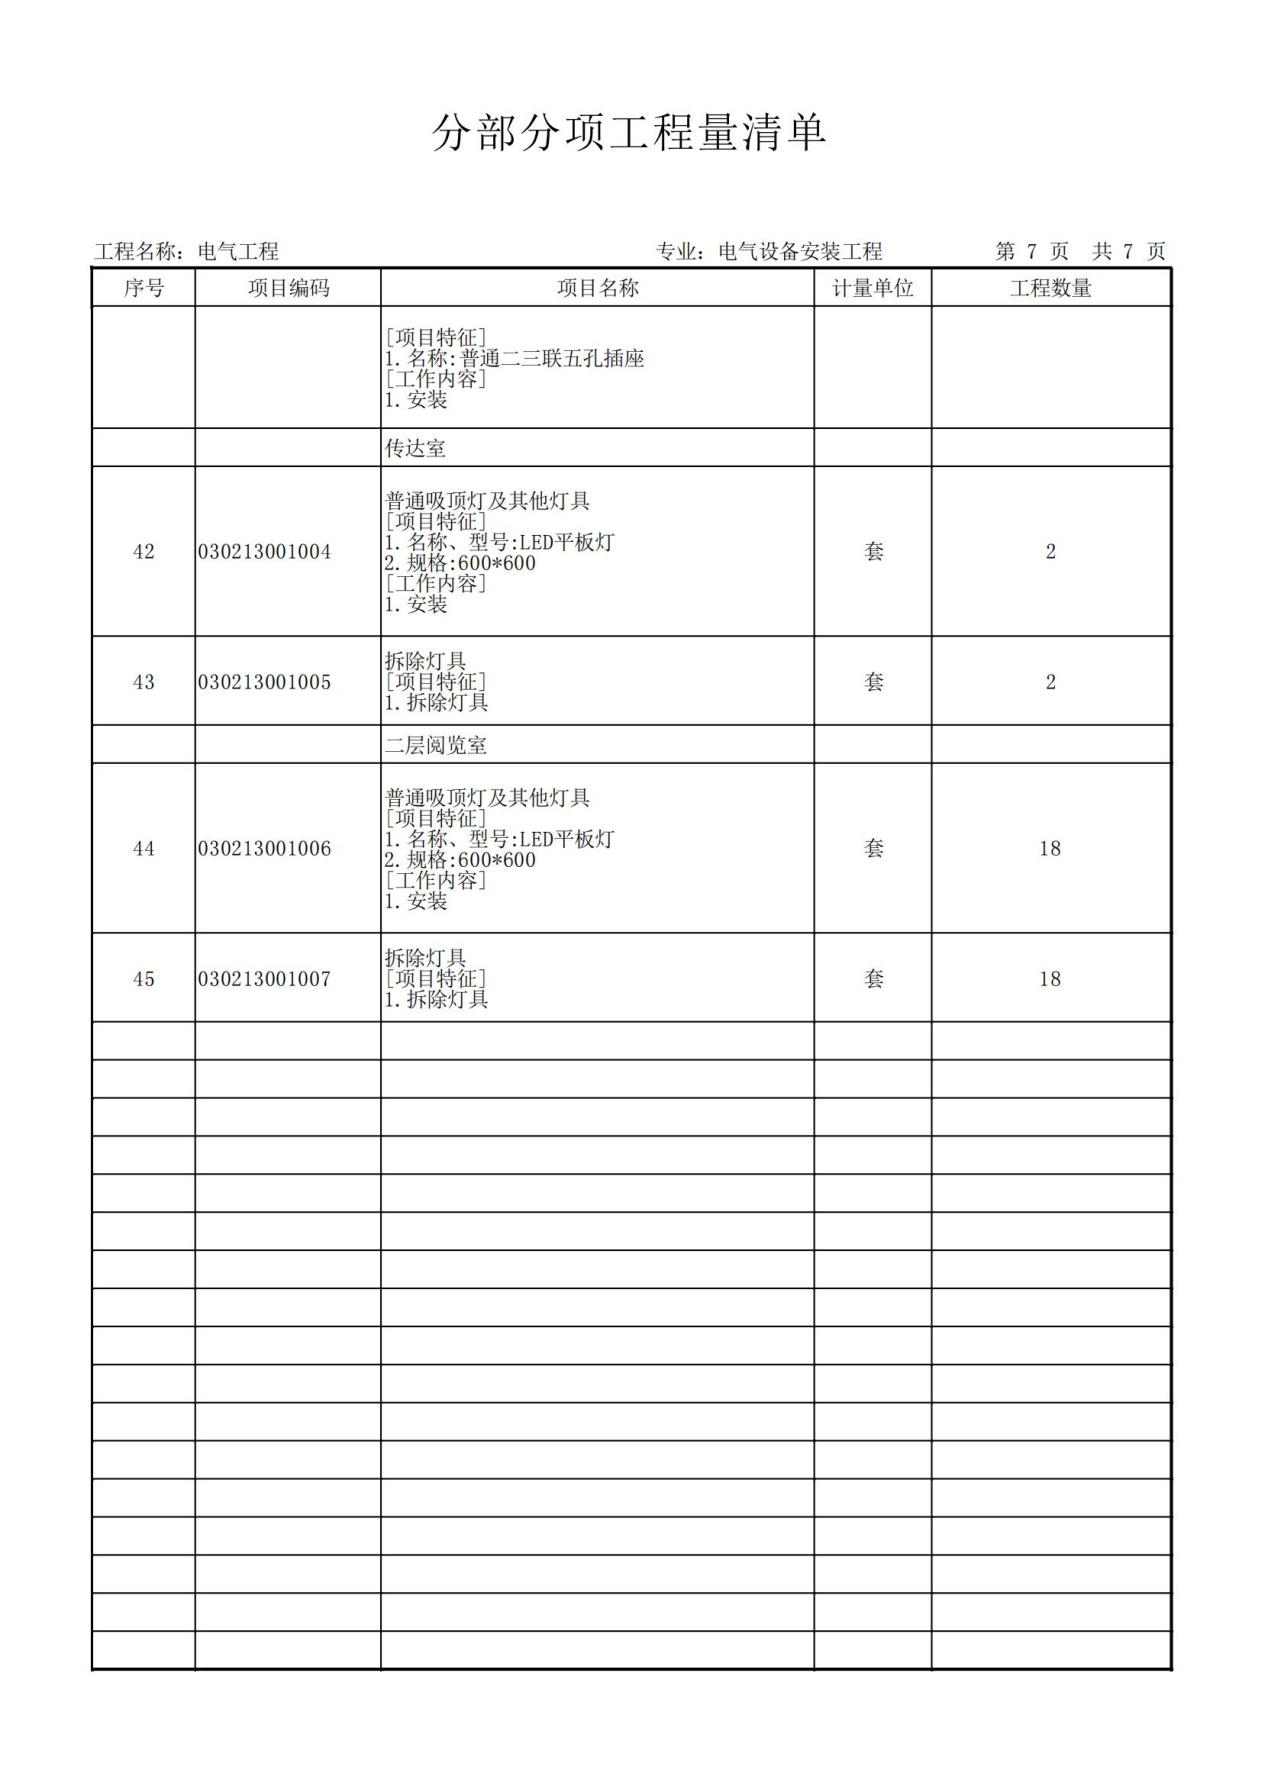 分部分项工程量清单
工程名称：电气工程 专业：电气设备安装工程 第 7 页 共 7 页
序号 项目编码 项目名称 计量单位 工程数量
[项目特征]
1.名称:普通二三联五孔插座
[工作内容]
1.安装
传达室
普通吸顶灯及其他灯具
[项目特征]
1.名称、型号:LED平板灯
42 030213001004 套 2
2.规格:600*600
[工作内容]
1.安装
拆除灯具
43 030213001005 [项目特征] 套 2
1.拆除灯具
二层阅览室
普通吸顶灯及其他灯具
[项目特征]
1.名称、型号:LED平板灯
44 030213001006 套 18
2.规格:600*600
[工作内容]
1.安装
拆除灯具
45 030213001007 [项目特征] 套 18
1.拆除灯具